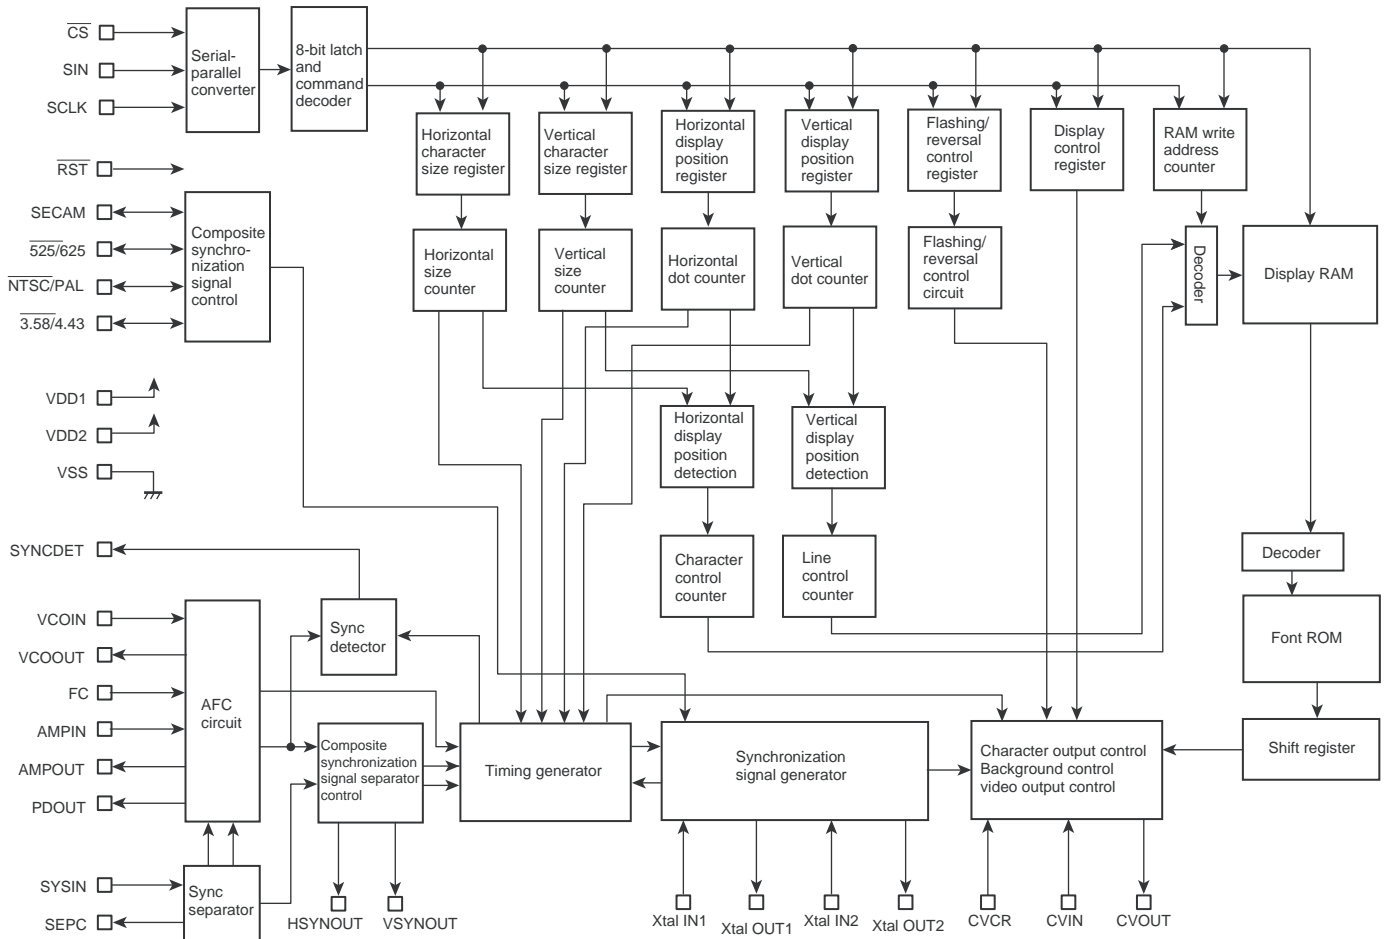 CS
SIN
SCLK
Serial-
parallel
converter
8-bit latch
and
command
decoder
RST
SECAM
525/625
NTSC/PAL
3.58/4.43
Composite
synchro-
nization
signal
control
Horizontal
character
size register
Vertical
character
size register
Horizontal
display
position
register
Vertical
display
position
register
Flashing/
reversal
control
register
Display
control
register
RAM write
address
counter
Horizontal
size
counter
Vertical
size
counter
Horizontal
dot counter
Vertical
dot counter
Flashing/
reversal
control
circuit
Decoder
Display RAM
VDD1
VDD2
VSS
Horizontal
display
position
detection
Vertical
display
position
detection
SYNCDET
Character
control
counter
Line
control
counter
Decoder
Font ROM
VCOIN
VCOOUT
FC
AMPIN
AMPOUT
PDOUT
AFC
circuit
Sync
detector
Composite
synchronization
signal separator
control
Timing generator
Synchronization
signal generator
Character output control
Background control
video output control
Shift register
SYSIN
SEPC
Sync
separator
HSYNOUT
VSYNOUT
Xtal IN1
Xtal OUT1
Xtal IN2
Xtal OUT2
CVCR
CVIN
CVOUT